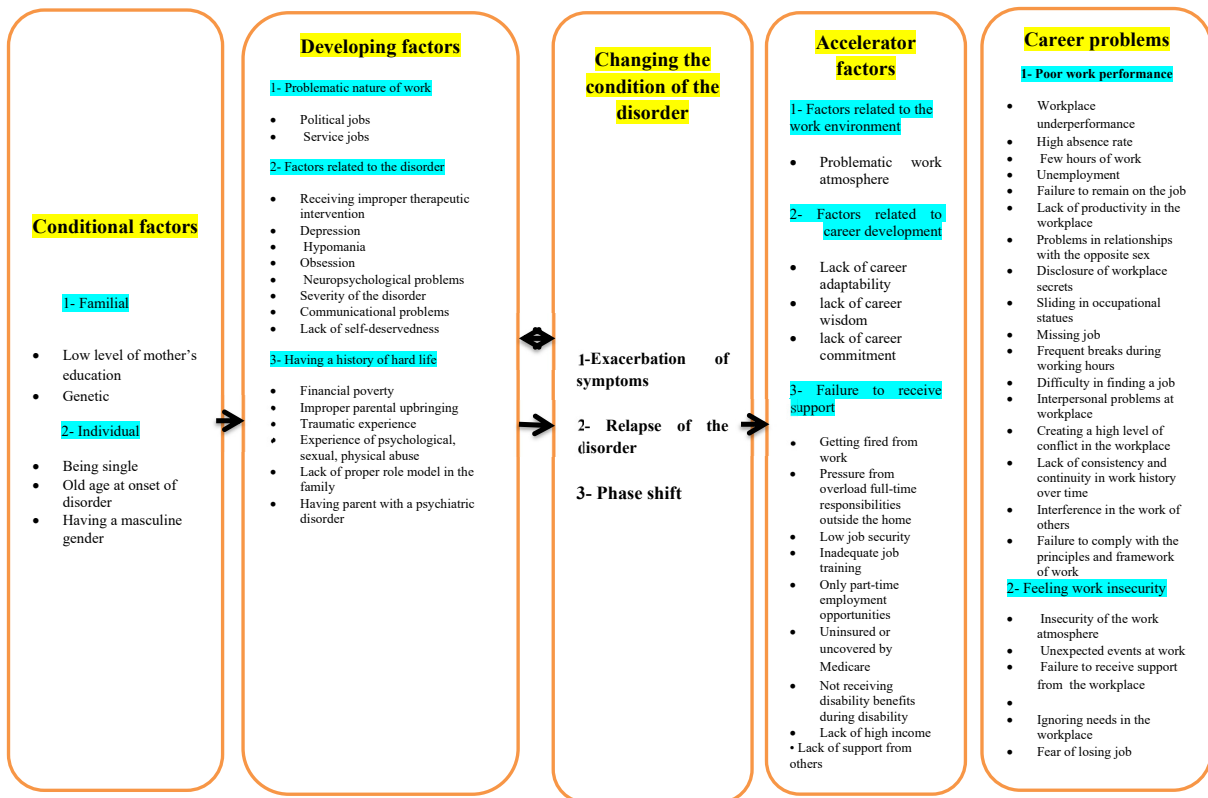 Conditional factors
1- Familial
• Low level of mother's
education
• Genetic
2- Individual
• Being single
• Old age at onset of
disorder
• Having a masculine
gender
Developing factors
1- Problematic nature of work
• Political jobs
• Service jobs
2- Factors related to the disorder
• Receiving improper therapeutic
intervention
• Depression
• Hypomania
• Obsession
• Neuropsychological problems
• Severity of the disorder
• Communicational problems
• Lack of self-deservedness
3- Having a history of hard life
• Financial poverty
• Improper parental upbringing
• Traumatic experience
• Experience of psychological,
sexual, physical abuse
• Lack of proper role model in the
family
• Having parent with a psychiatric
disorder
Changing the
condition of the
disorder
1-Exacerbation of
symptoms
2- Relapse of the
disorder
3- Phase shift
Accelerator
factors
1- Factors related to the
work environment
• Problematic work
atmosphere
2- Factors related to
career development
• Lack of career
adaptability
• lack of career
wisdom
• lack of career
commitment
3- Failure to receive
support
• Getting fired from
work
• Pressure from
overload full-time
responsibilities
outside the home
• Low job security
• Inadequate job
training
• Only part-time
employment
opportunities
• Uninsured or
uncovered by
Medicare
• Not receiving
disability benefits
during disability
• Lack of high income
• Lack of support from
others
Career problems
1- Poor work performance
• Workplace
underperformance
• High absence rate
• Few hours of work
• Unemployment
• Failure to remain on the job
• Lack of productivity in the
workplace
• Problems in relationships
with the opposite sex
• Disclosure of workplace
secrets
• Sliding in occupational
statues
• Missing job
• Frequent breaks during
working hours
• Difficulty in finding a job
• Interpersonal problems at
workplace
• Creating a high level of
conflict in the workplace
• Lack of consistency and
continuity in work history
over time
• Interference in the work of
others
• Failure to comply with the
principles and framework
of work
2- Feeling work insecurity
• Insecurity of the work
atmosphere
• Unexpected events at work
• Failure to receive support
from the workplace
•
• Ignoring needs in the
workplace
• Fear of losing job